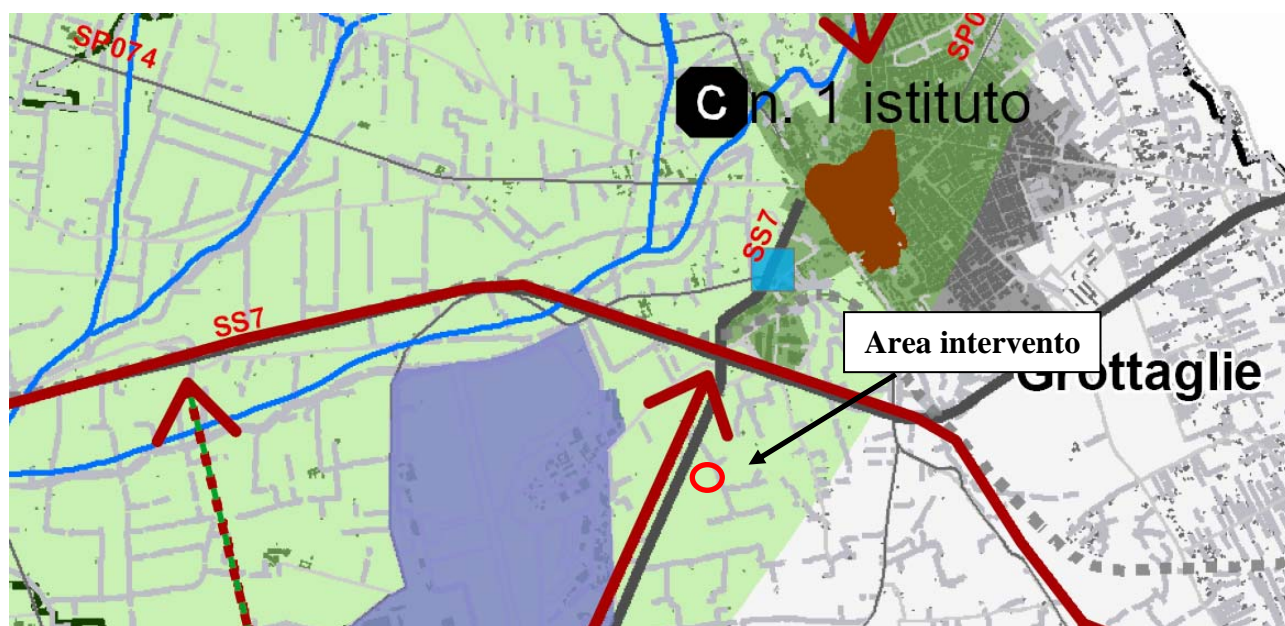 SP074
SP0
C n. 1 istituto
SS7
SS7
Area intervento
Grottaglie